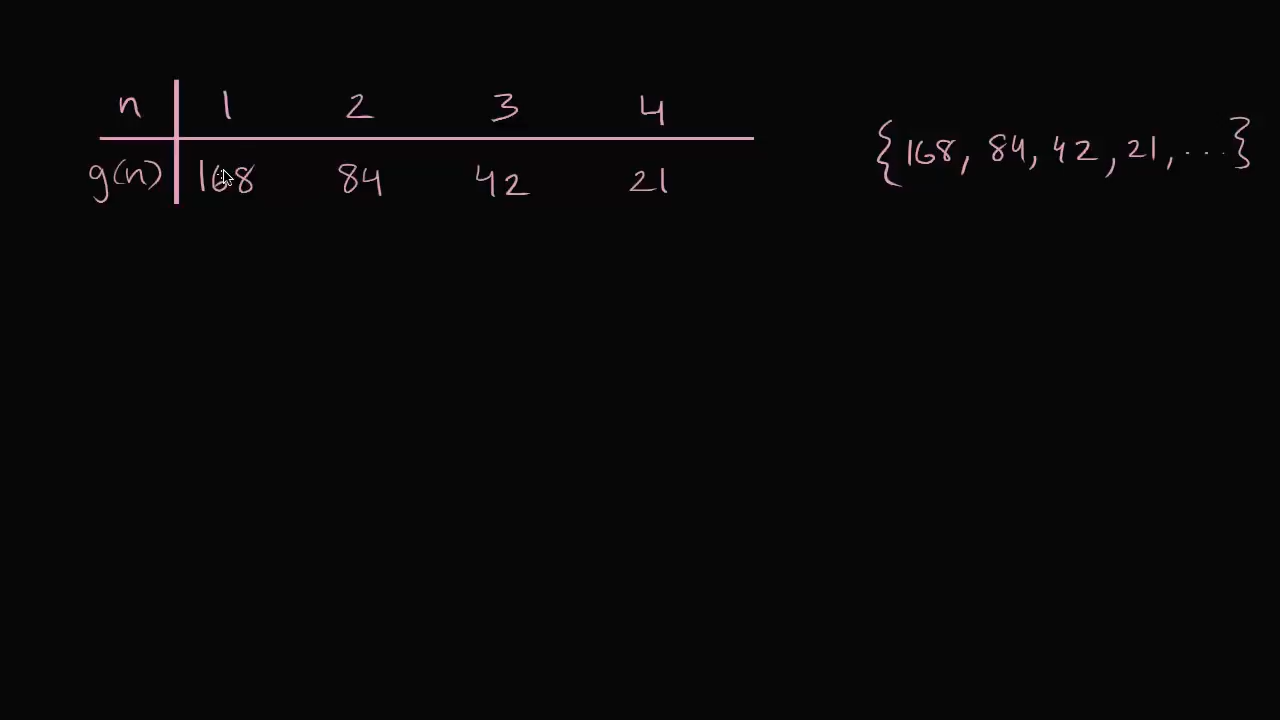 n 1 2 3 4
g(n) 168 84 42 21
{168, 84, 42, 21, ...}